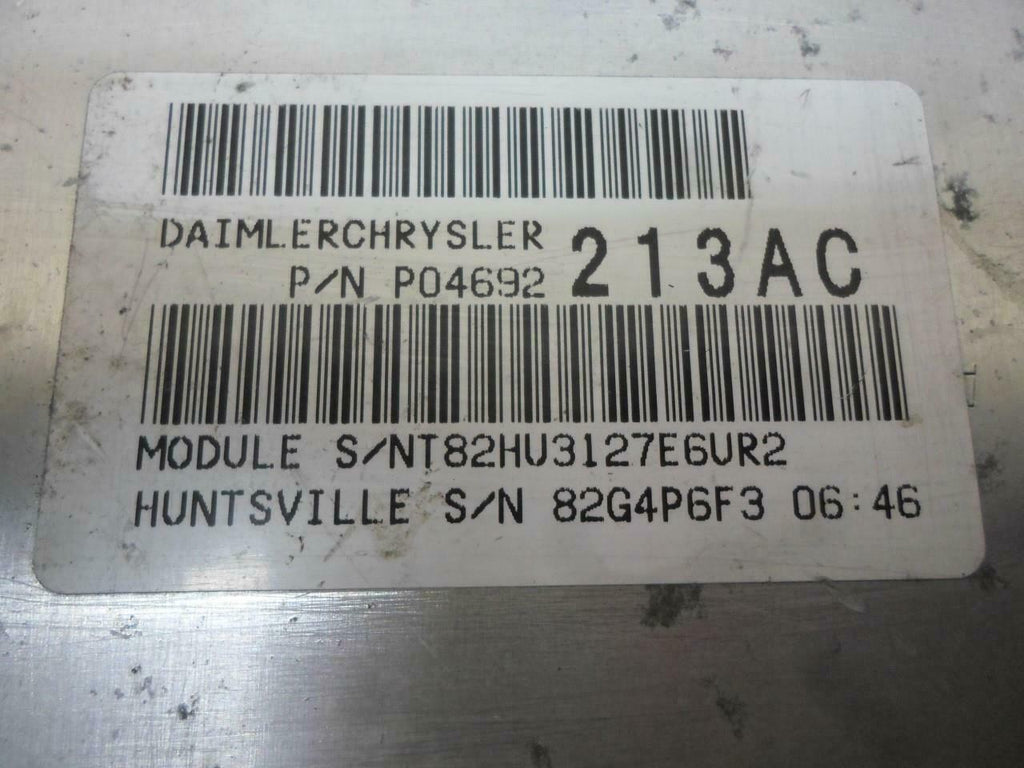 DAIMLERCHRYSLER
P/N P04692 213AC
MODULE S/NT82HU3127E6UR2
HUNTSVILLE S/N 82G4P6F3 06:46